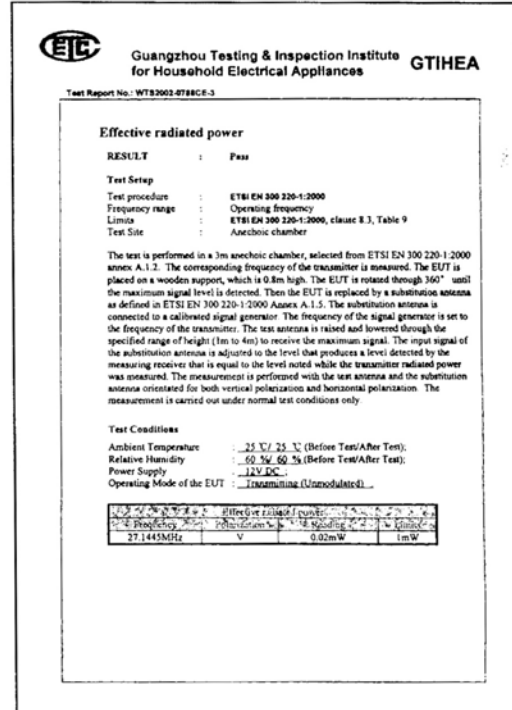 ETC
Guangzhou Testing & Inspection Institute
for Household Electrical Appliances
GTIHEA
Test Report No.: WTS2002-0788CE-3
Effective radiated power
RESULT : Pass
Test Setup
Test procedure : ETSI EN 300 220-1:2000
Frequency range : Operating frequency
Limits : ETSI EN 300 220-1:2000, clause 8.3, Table 9
Test Site : Anechoic chamber
The test is performed in a 3m anechoic chamber, selected from ETSI EN 300 220-1:2000
annex A.1.2. The corresponding frequency of the transmitter is measured. The EUT is
placed on a wooden support, which is 0.8m high. The EUT is rotated through 360° until
the maximum signal level is detected. Then the EUT is replaced by a substitution antenna
as defined in ETSI EN 300 220-1:2000 Annex A.1.5. The substitution antenna is
connected to a calibrated signal generator. The frequency of the signal generator is set to
the frequency of the transmitter. The test antenna is raised and lowered through the
specified range of height (1m to 4m) to receive the maximum signal. The input signal of
the substitution antenna is adjusted to the level that produces a level detected by the
measuring receiver that is equal to the level noted while the transmitter radiated power
was measured. The measurement is performed with the test antenna and the substitution
antenna orientated for both vertical polarization and horizontal polarization. The
measurement is carried out under normal test conditions only.
Test Conditions
Ambient Temperature : 25 ℃/ 25 ℃ (Before Test/After Test);
Relative Humidity : 60 %/ 60 % (Before Test/After Test);
Power Supply : 12V DC ;
Operating Mode of the EUT : Transmitting (Unmodulated) .
Effective radiated power
Frequency Polarization Reading Limits
27.1445MHz V 0.02mW 1mW